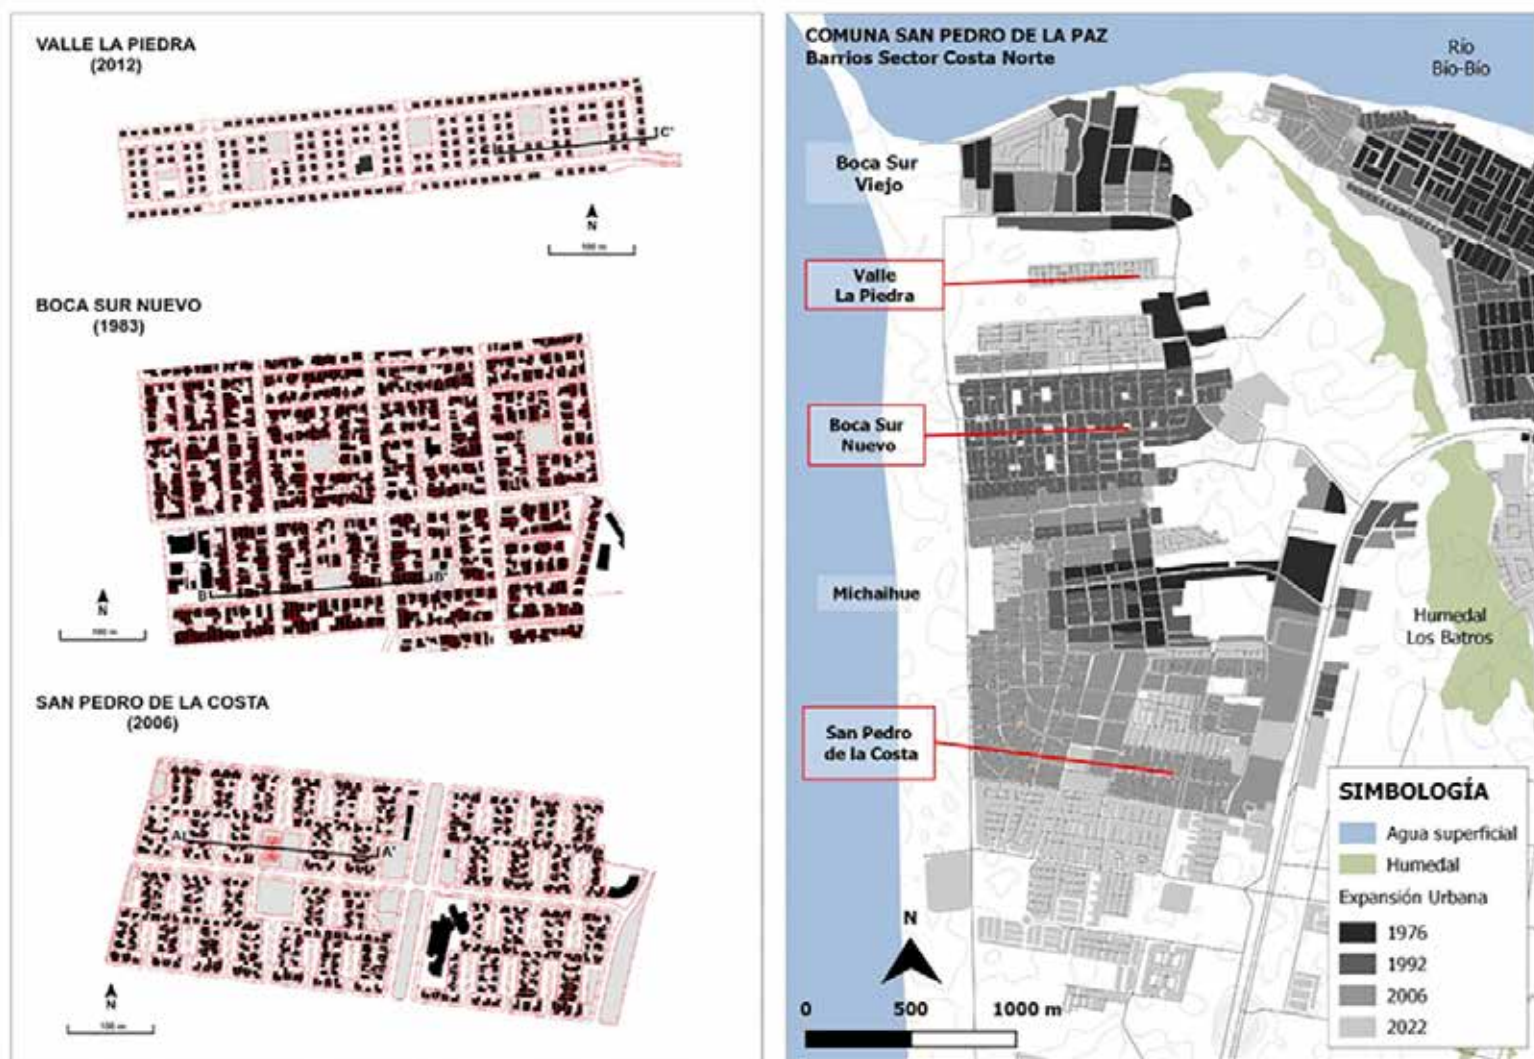 VALLE LA PIEDRA
(2012)
C'
N
100 m
BOCA SUR NUEVO
(1983)
B
B'
N
100 m
SAN PEDRO DE LA COSTA
(2006)
A
A'
N
100 m
COMUNA SAN PEDRO DE LA PAZ
Barrios Sector Costa Norte
Río
Bío-Bío
Boca Sur
Viejo
Valle
La Piedra
Boca Sur
Nuevo
Michaihue
Humedal
Los Batros
San Pedro
de la Costa
N
0 500 1000 m
SIMBOLOGÍA
Agua superficial
Humedal
Expansión Urbana
1976
1992
2006
2022